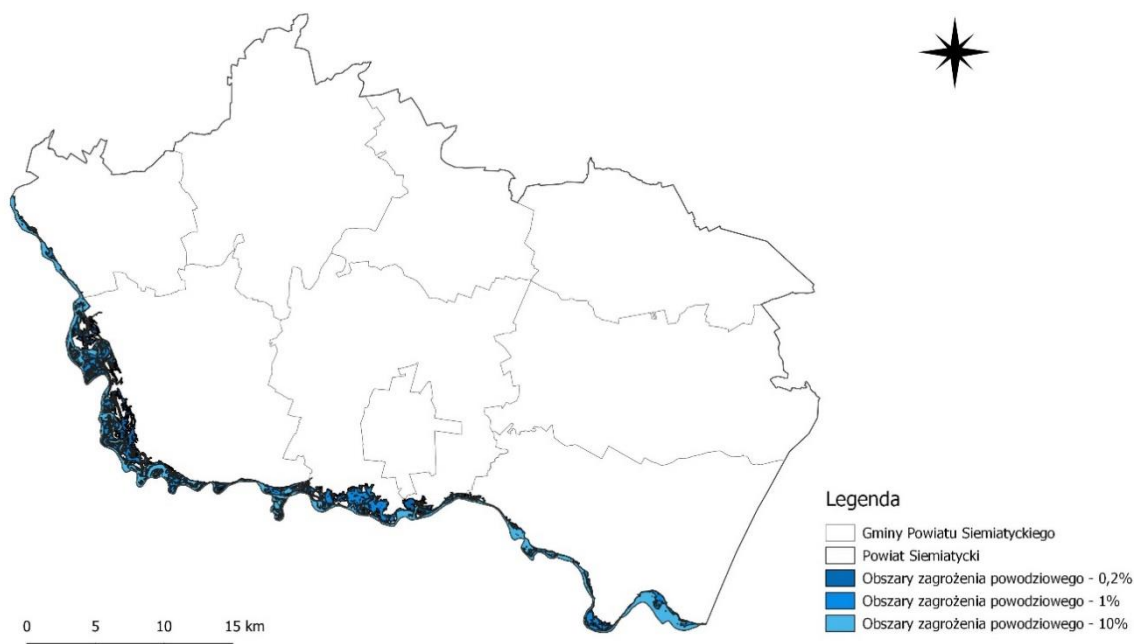 Legenda
Gminy Powiatu Siemiatyckiego
Powiat Siemiatycki
Obszary zagrożenia powodziowego - 0,2%
Obszary zagrożenia powodziowego - 1%
Obszary zagrożenia powodziowego - 10%
0 5 10 15 km